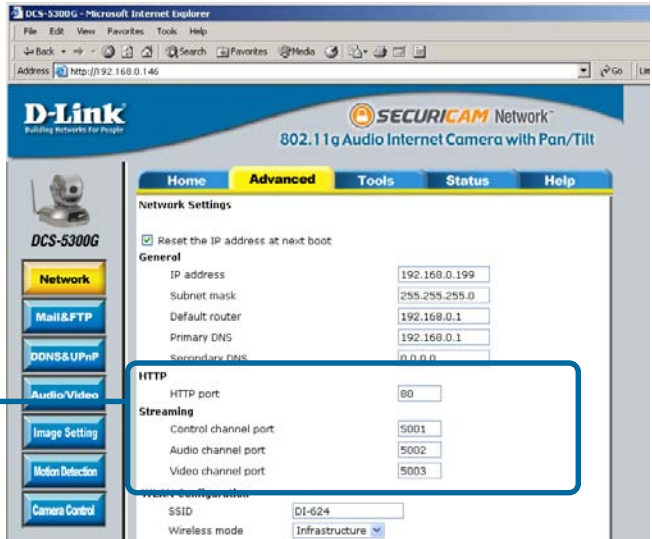 DCS-5300G - Microsoft Internet Explorer
File Edit View Favorites Tools Help
Back Search Favorites Media
Address http://192.168.0.146 Go
D-Link
Building Networks for People
SECURICAM Network™
802.11g Audio Internet Camera with Pan/Tilt
Home Advanced Tools Status Help
DCS-5300G
Network
Mail&FTP
DDNS&UPnP
Audio/Video
Image Setting
Motion Detection
Camera Control
Network Settings
Reset the IP address at next boot
General
IP address 192.168.0.199
Subnet mask 255.255.255.0
Default router 192.168.0.1
Primary DNS 192.168.0.1
Secondary DNS 0.0.0.0
HTTP
HTTP port 80
Streaming
Control channel port 5001
Audio channel port 5002
Video channel port 5003
WLAN Configuration
SSID DI-624
Wireless mode Infrastructure